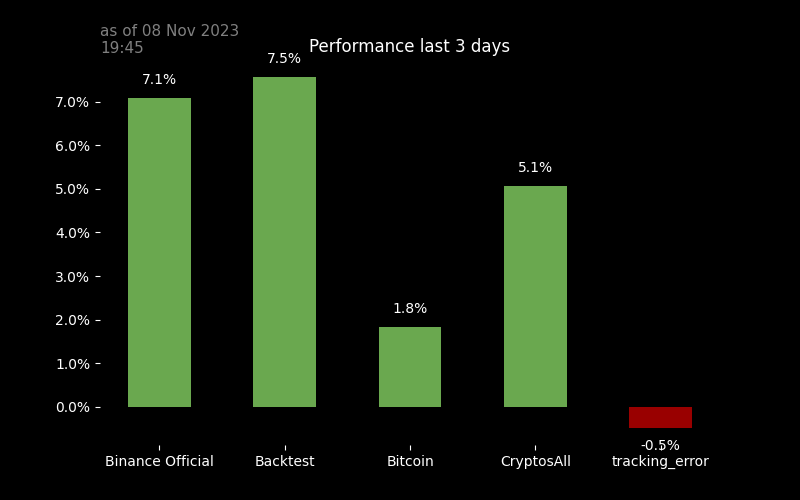 as of 08 Nov 2023
19:45
Performance last 3 days
7.1%
7.5%
1.8%
5.1%
-0.5%
7.0%
6.0%
5.0%
4.0%
3.0%
2.0%
1.0%
0.0%
Binance Official
Backtest
Bitcoin
CryptosAll
tracking_error